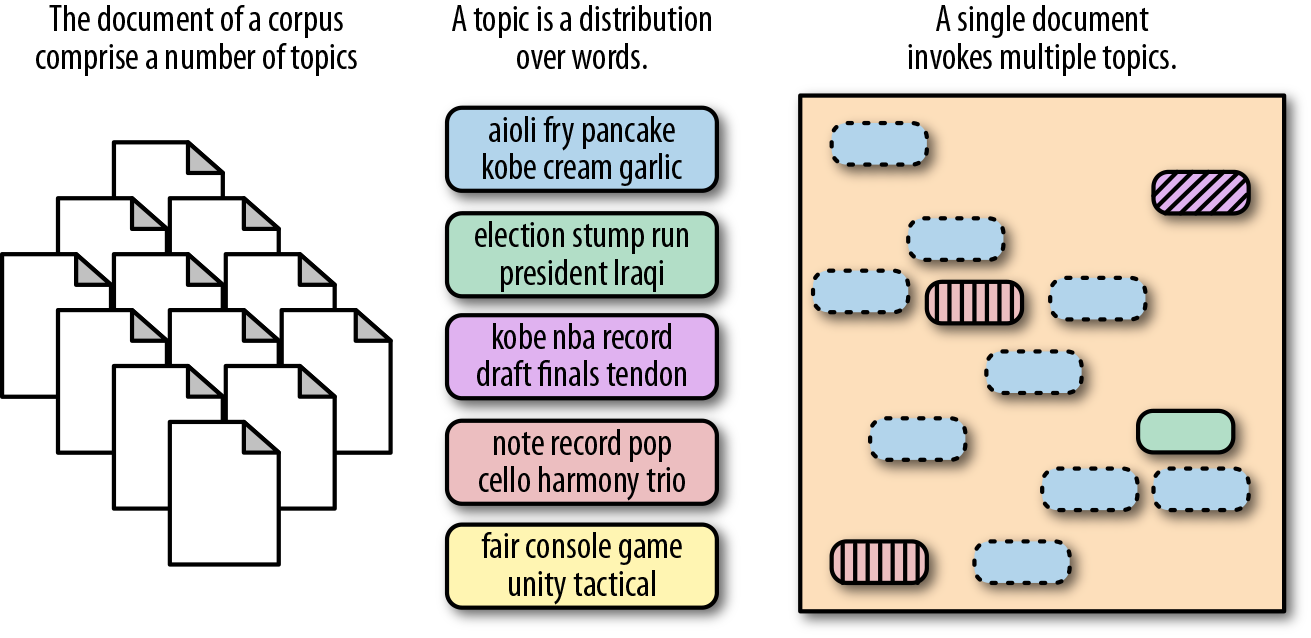 The document of a corpus
comprise a number of topics
A topic is a distribution
over words.
aioli fry pancake
kobe cream garlic
election stump run
president Iraqi
kobe nba record
draft finals tendon
note record pop
cello harmony trio
fair console game
unity tactical
A single document
invokes multiple topics.